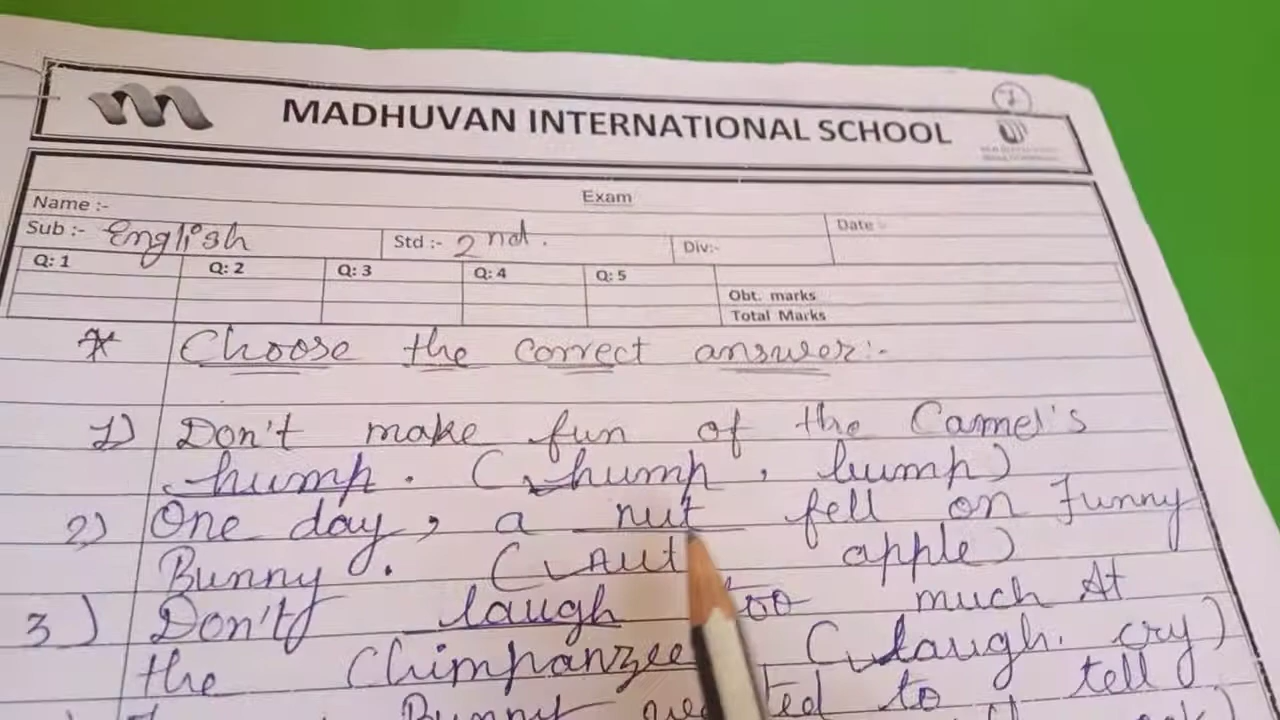 7
MADHUVAN INTERNATIONAL SCHOOL
Name :- Exam
Sub :- English Std :- 2nd. Div:- Date :-
Q: 1 Q: 2 Q: 3 Q: 4 Q: 5
Obt. marks
Total Marks
* Choose the correct answer:-
1) Don't make fun of the Camel's
hump. (hump, bump)
2) One day, a nut fell on Funny
Bunny. (nut apple)
3) Don't laugh too much At
the Chimpanzee (laugh. cry)
Bunny to tell